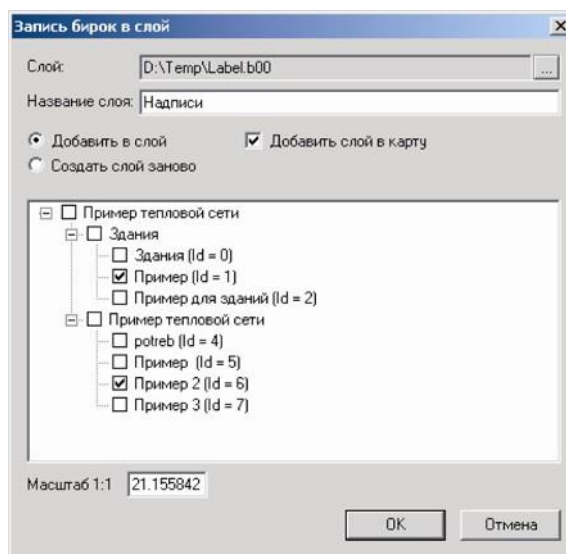 Запись бирок в слой
Слой: D:\Temp\Label.b00 ...
Название слоя: Надписи
Добавить в слой Добавить слой в карту
Создать слой заново
Пример тепловой сети
Здания
Здания (Id = 0)
Пример (Id = 1)
Пример для зданий (Id = 2)
Пример тепловой сети
potreb (Id = 4)
Пример (Id = 5)
Пример 2 (Id = 6)
Пример 3 (Id = 7)
Масштаб 1:1 21.155842
OK Отмена